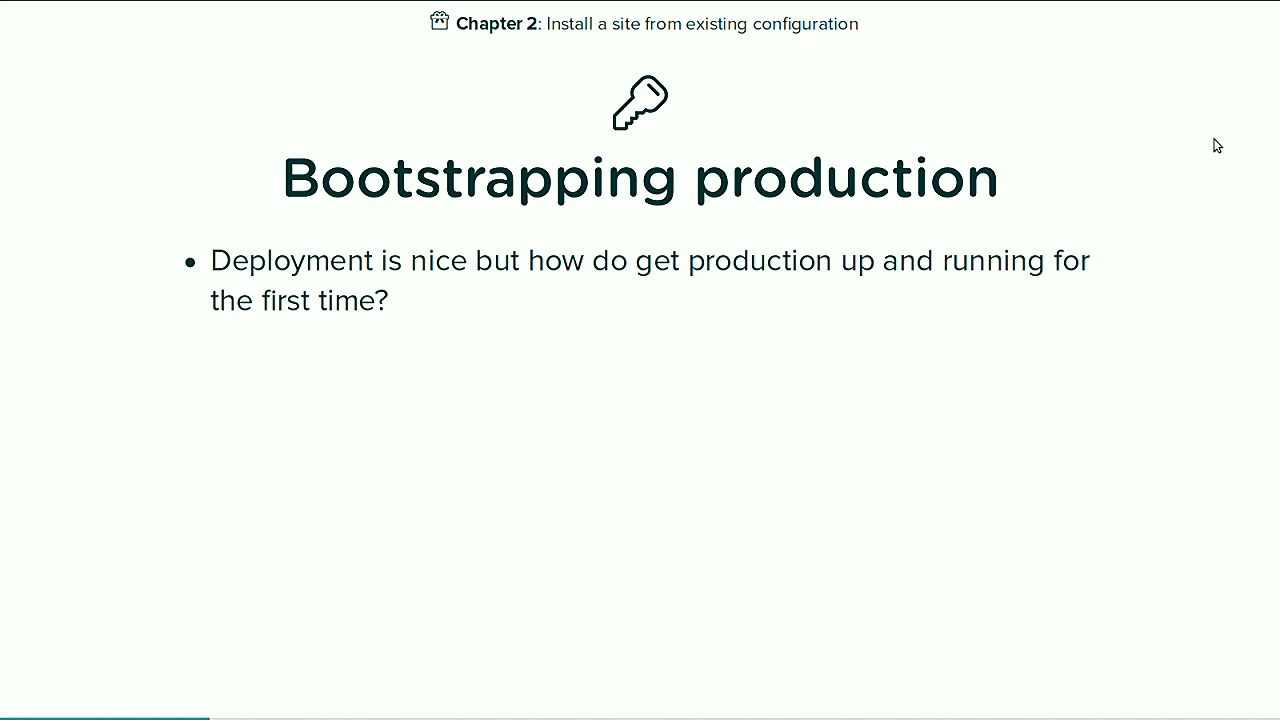 Chapter 2: Install a site from existing configuration
Bootstrapping production
• Deployment is nice but how do get production up and running for
the first time?